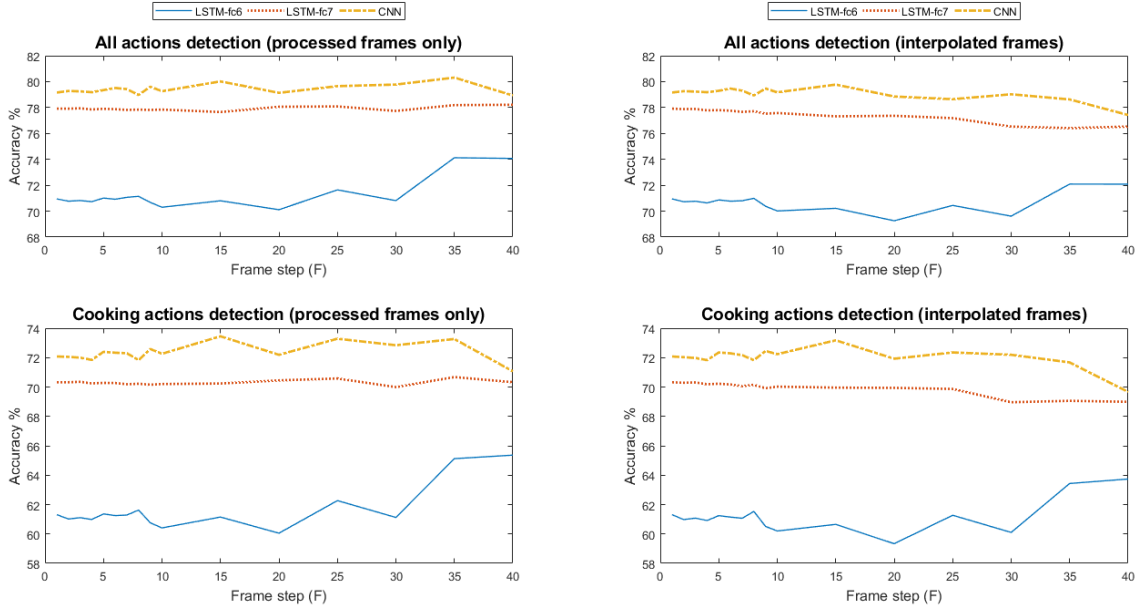 LSTM-fc6 LSTM-fc7 CNN
All actions detection (processed frames only)
82
80
78
76
74
72
70
68
Accuracy %
0 5 10 15 20 25 30 35 40
Frame step (F)
LSTM-fc6 LSTM-fc7 CNN
All actions detection (interpolated frames)
82
80
78
76
74
72
70
68
Accuracy %
0 5 10 15 20 25 30 35 40
Frame step (F)
Cooking actions detection (processed frames only)
74
72
70
68
66
64
62
60
58
Accuracy %
0 5 10 15 20 25 30 35 40
Frame step (F)
Cooking actions detection (interpolated frames)
74
72
70
68
66
64
62
60
58
Accuracy %
0 5 10 15 20 25 30 35 40
Frame step (F)